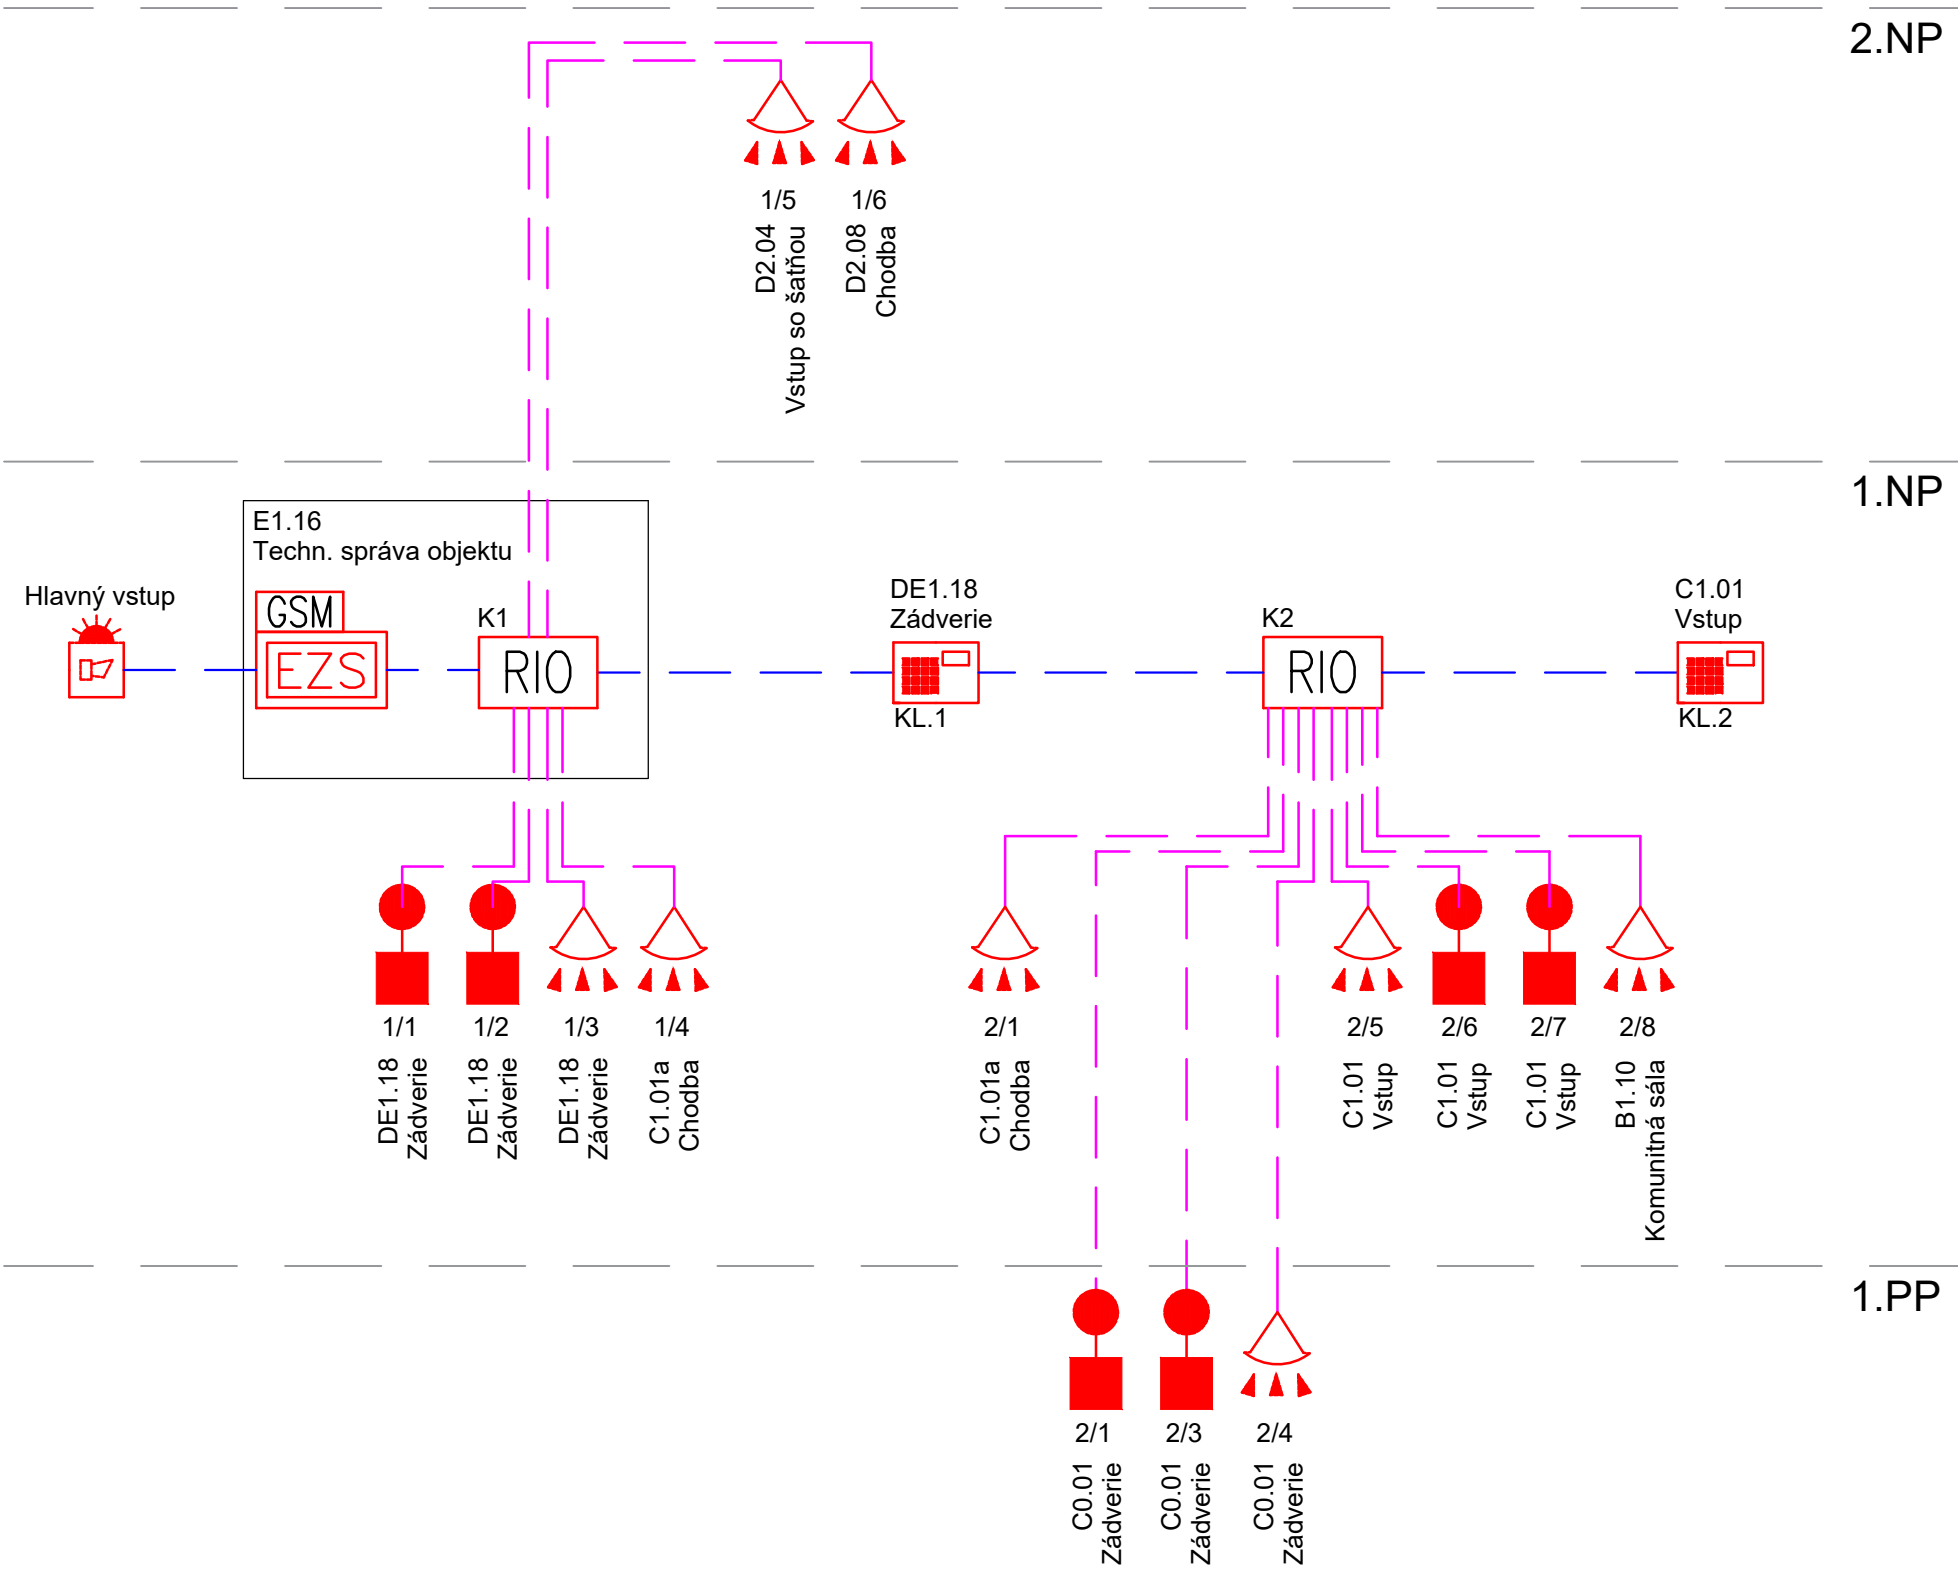 2.NP
1/5
D2.04
Vstup so šatňou
1/6
D2.08
Chodba
1.NP
E1.16
Techn. správa objektu
Hlavný vstup
GSM
EZS
K1
RIO
DE1.18
Zádverie
KL.1
K2
RIO
C1.01
Vstup
KL.2
1/1
DE1.18
Zádverie
1/2
DE1.18
Zádverie
1/3
DE1.18
Zádverie
1/4
C1.01a
Chodba
2/1
C1.01a
Chodba
2/5
C1.01
Vstup
2/6
C1.01
Vstup
2/7
C1.01
Vstup
2/8
B1.10
Komunitná sála
1.PP
2/1
C0.01
Zádverie
2/3
C0.01
Zádverie
2/4
C0.01
Zádverie